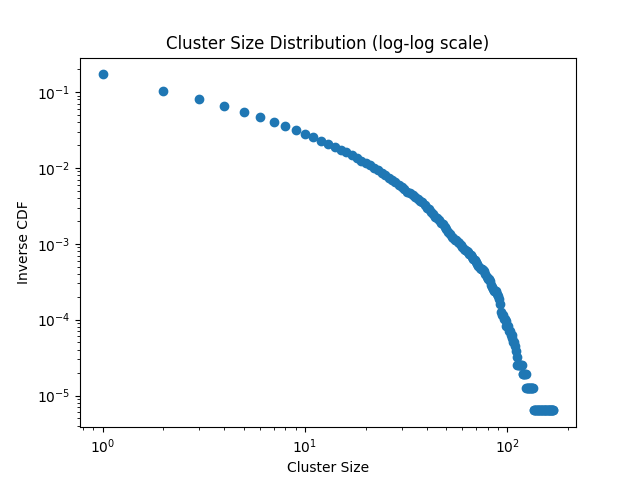 Cluster Size Distribution (log-log scale)
Inverse CDF
10⁻¹
10⁻²
10⁻³
10⁻⁴
10⁻⁵
10⁰ 10¹ 10²
Cluster Size